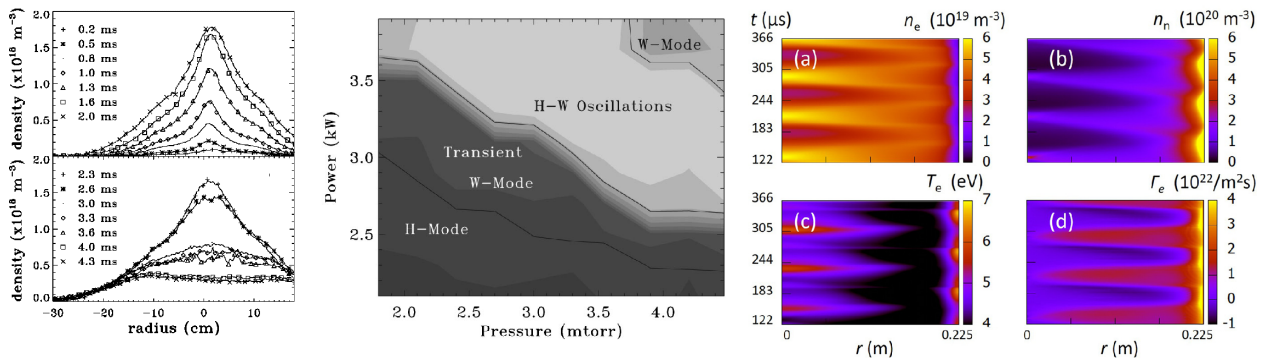 density (x10¹⁸ m⁻³)
2.0
1.5
1.0
0.5
0.0
0.2 ms
0.5 ms
0.8 ms
1.0 ms
1.3 ms
1.6 ms
2.0 ms
density (x10¹⁸ m⁻³)
2.0
1.5
1.0
0.5
0.0
2.3 ms
2.6 ms
3.0 ms
3.3 ms
3.6 ms
4.0 ms
4.3 ms
-30 -20 -10 0 10
radius (cm)
Power (kW)
3.5
3.0
2.5
W-Mode
H-W Oscillations
Transient
W-Mode
H-Mode
2.0 2.5 3.0 3.5 4.0
Pressure (mtorr)
t (μs) nₑ (10¹⁹ m⁻³) nₙ (10²⁰ m⁻³)
366
305
244
183
122
(a)
6
5
4
3
2
1
0
(b)
6
5
4
3
2
1
0
Tₑ (eV) Γₑ (10²²/m²s)
366
305
244
183
122
(c)
7
6
5
4
(d)
4
3
2
1
0
-1
0 r (m) 0.225
0 r (m) 0.225